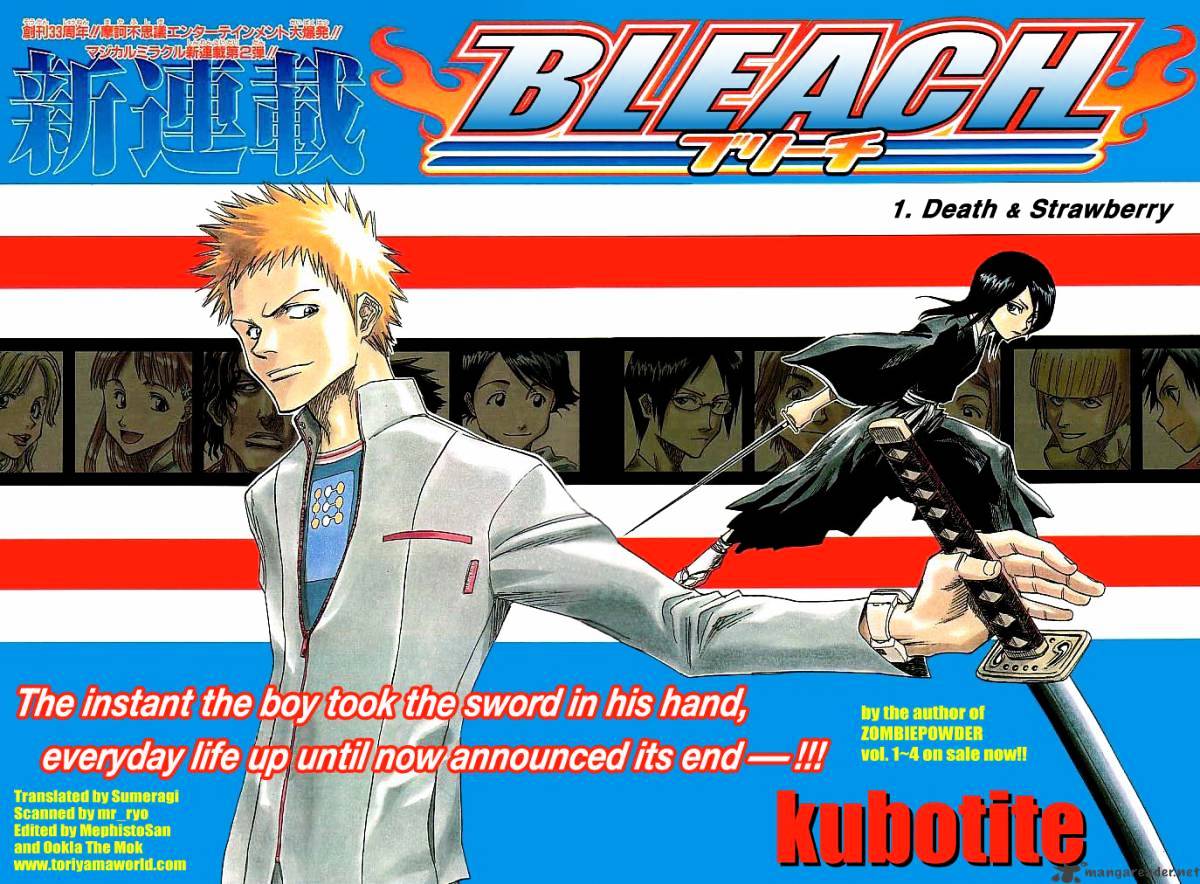 創刊33周年!!摩訶不思議エンターテインメント大爆発!!
マジカルミラクル新連載第2弾!!
新連載
BLEACH
ブリーチ
1. Death & Strawberry
The instant the boy took the sword in his hand,
everyday life up until now announced its end—!!!
by the author of
ZOMBIEPOWDER
vol. 1~4 on sale now!!
Translated by Sumeragi
Scanned by mr_ryo
Edited by MephistoSan
and Ookla The Mok
www.toriyamaworld.com
kubotite
mangareader.net